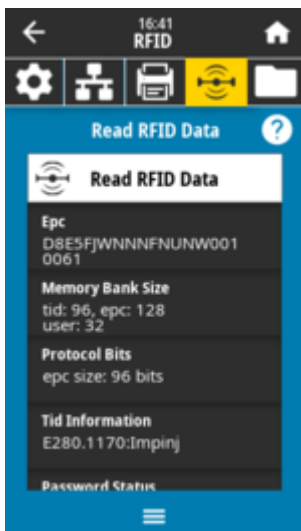 16:41
RFID
Read RFID Data
?
Read RFID Data
Epc
D8E5FJWNNNFNUNW001
0061
Memory Bank Size
tid: 96, epc: 128
user: 32
Protocol Bits
epc size: 96 bits
Tid Information
E280.1170:Impinj
Password Status